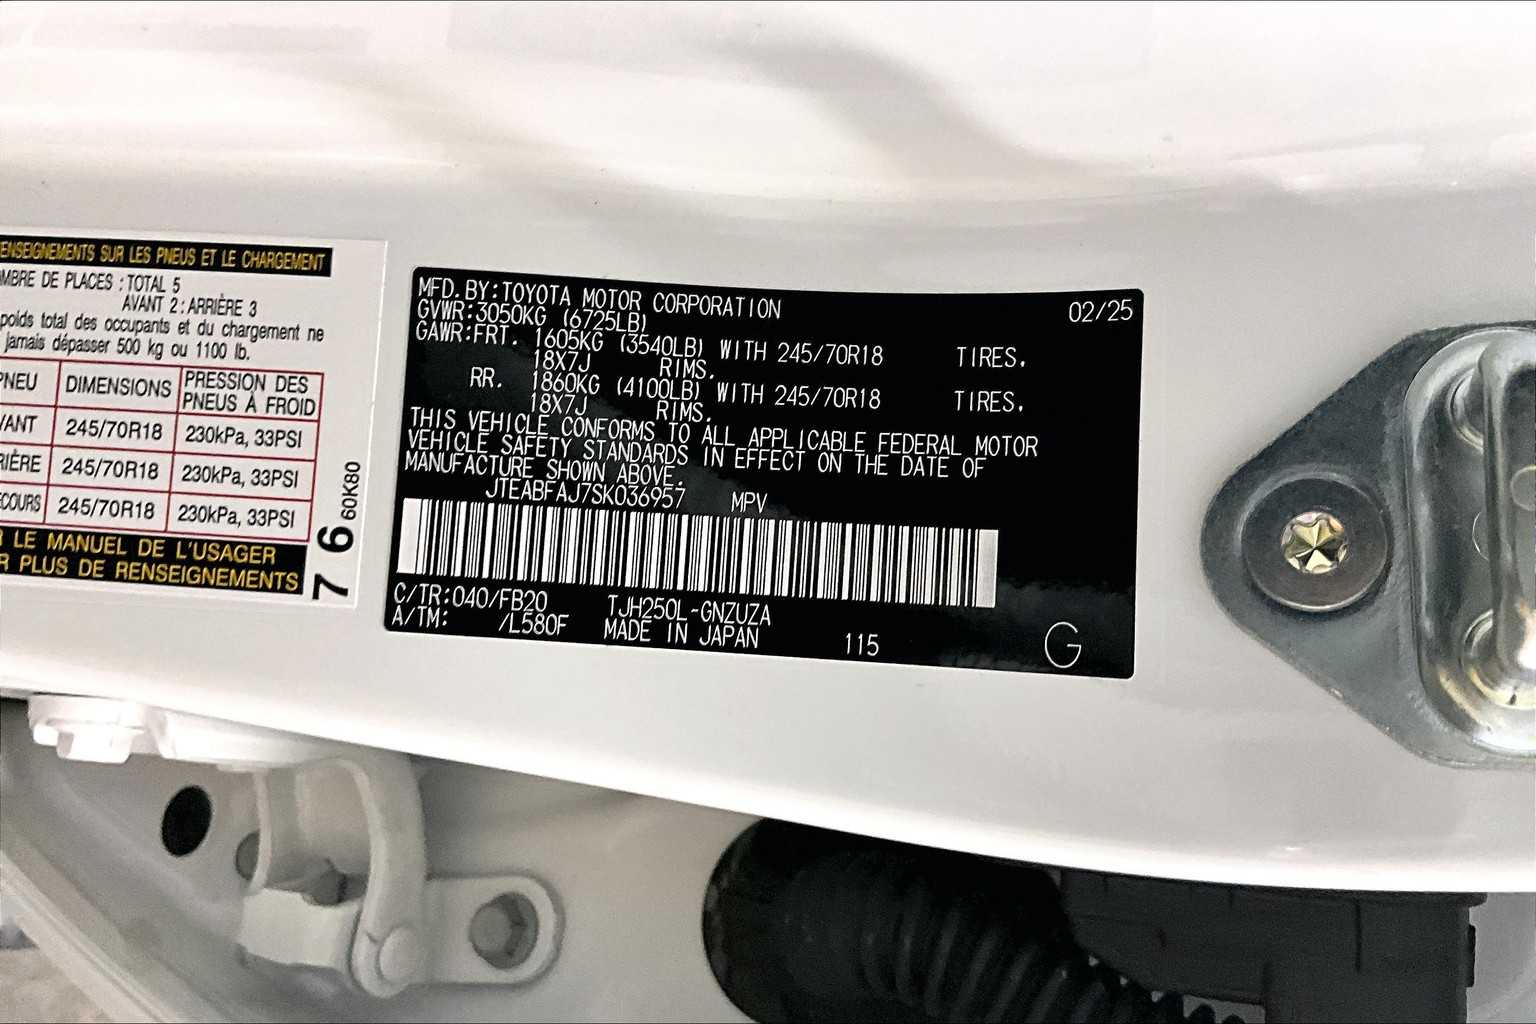 RENSEIGNEMENTS SUR LES PNEUS ET LE CHARGEMENT
MBRE DE PLACES : TOTAL 5
AVANT 2 : ARRIÈRE 3
poids total des occupants et du chargement ne
jamais dépasser 500 kg ou 1100 lb.
PNEU DIMENSIONS PRESSION DES PNEUS À FROID
VANT 245/70R18 230kPa, 33PSI
RIÈRE 245/70R18 230kPa, 33PSI
COURS 245/70R18 230kPa, 33PSI
R LE MANUEL DE L'USAGER
R PLUS DE RENSEIGNEMENTS
76 60K80
MFD. BY:TOYOTA MOTOR CORPORATION 02/25
GVWR:3050KG (6725LB)
GAWR:FRT. 1605KG (3540LB) WITH 245/70R18 TIRES.
18X7J RIMS.
RR. 1860KG (4100LB) WITH 245/70R18 TIRES.
18X7J RIMS.
THIS VEHICLE CONFORMS TO ALL APPLICABLE FEDERAL MOTOR
VEHICLE SAFETY STANDARDS IN EFFECT ON THE DATE OF
MANUFACTURE SHOWN ABOVE.
JTEABFAJ7SK036957 MPV
C/TR:040/FB20 TJH250L-GNZUZA
A/TM: /L580F MADE IN JAPAN 115 G